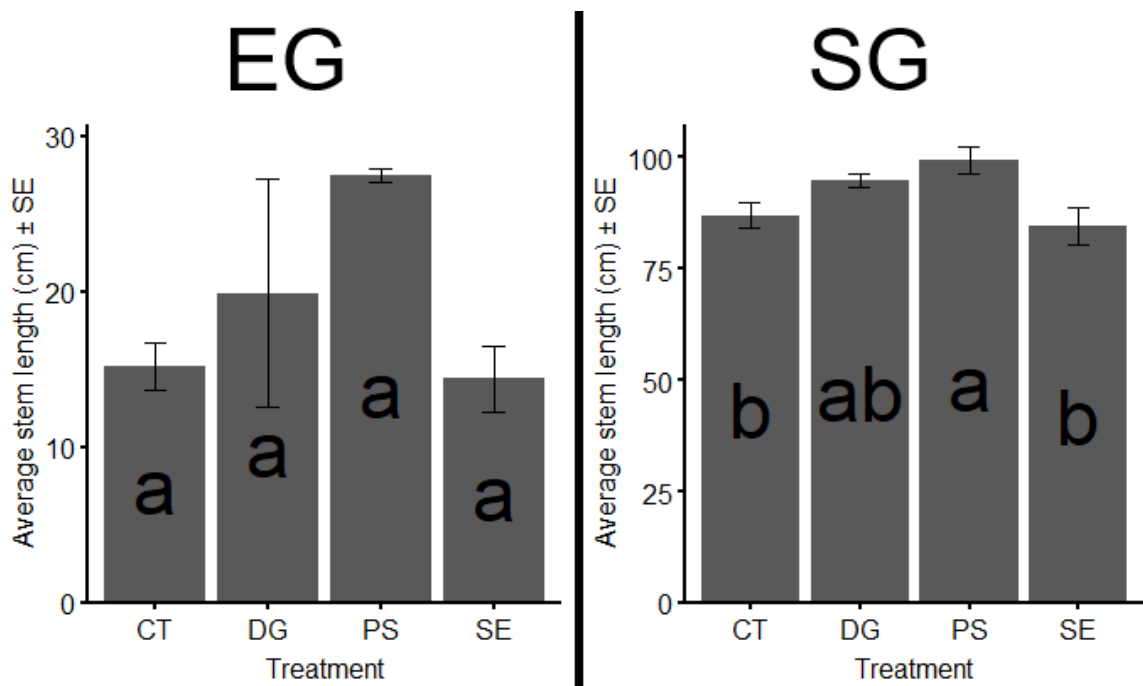 EG
Average stem length (cm) ± SE
30
20
10
0
a
a
a
a
CT DG PS SE
Treatment
SG
Average stem length (cm) ± SE
100
75
50
25
0
b
ab
a
b
CT DG PS SE
Treatment